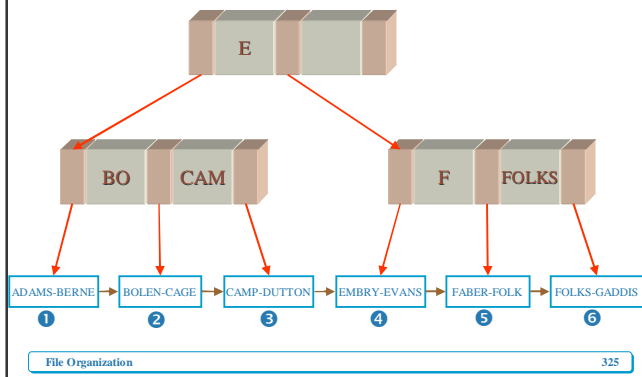 E
BO CAM F FOLKS
ADAMS-BERNE BOLEN-CAGE CAMP-DUTTON EMBRY-EVANS FABER-FOLK FOLKS-GADDIS
1 2 3 4 5 6
File Organization 325